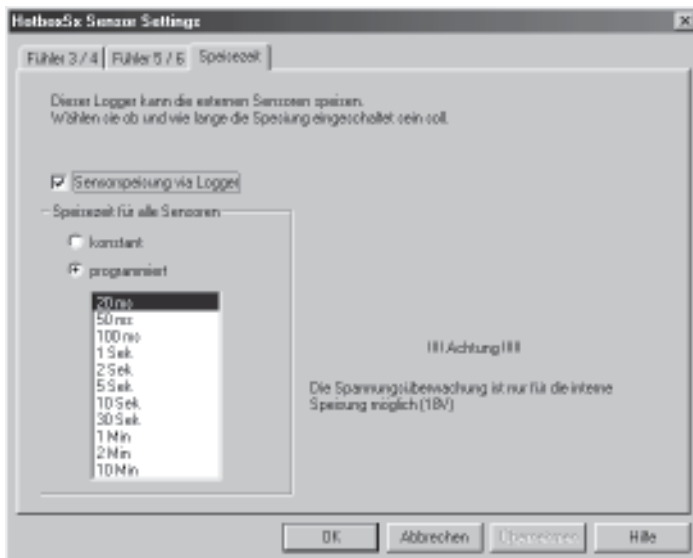 HotboxSx Sensor Settings
Fühler 3 / 4
Fühler 5 / 6
Speisezeit
Dieser Logger kann die externen Sensoren speisen.
Wählen sie ob und wie lange die Spesiung eingeschaltet sein soll.
Sensorspeisung via Logger
Speisezeit für alle Sensoren
konstant
programmiert
20 ms
50 ms
100 ms
1 Sek.
2 Sek.
5 Sek.
10 Sek.
30 Sek.
1 Min
2 Min
10 Min
!!!! Achtung !!!!
Die Spannungsüberwachung ist nur für die interne
Speisung möglich (18V)
OK
Abbrechen
Übernehmen
Hilfe